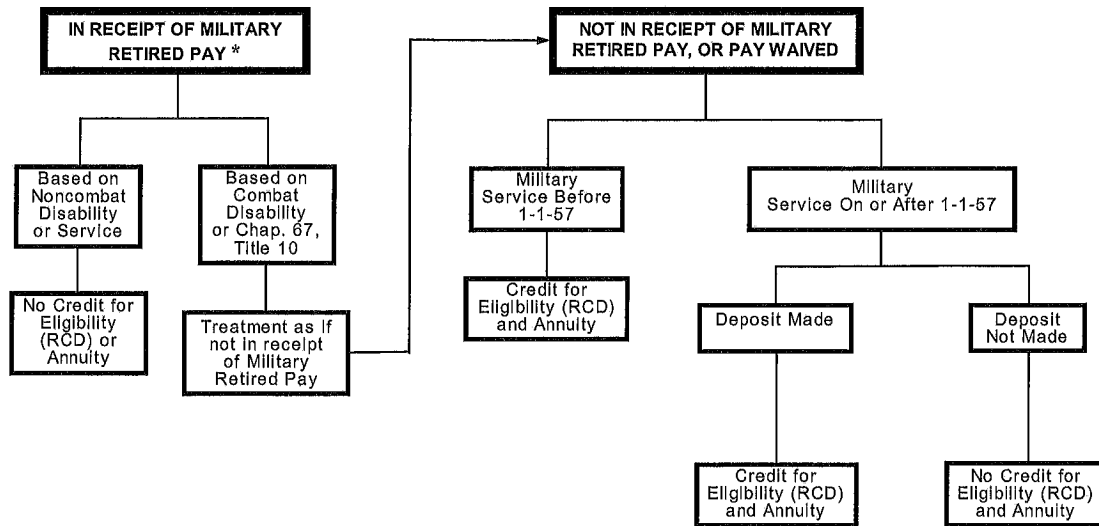 IN RECEIPT OF MILITARY
RETIRED PAY *
NOT IN RECIEPT OF MILITARY
RETIRED PAY, OR PAY WAIVED
Based on
Noncombat
Disability
or Service
Based on
Combat
Disability
or Chap. 67,
Title 10
Military
Service Before
1-1-57
Military
Service On or After 1-1-57
No Credit for
Eligibility
(RCD) or
Annuity
Treatment as If
not in receipt
of Military
Retired Pay
Credit for
Eligibility (RCD)
and Annuity
Deposit Made
Deposit
Not Made
Credit for
Eligibility (RCD)
and Annuity
No Credit for
Eligibility (RCD)
and Annuity